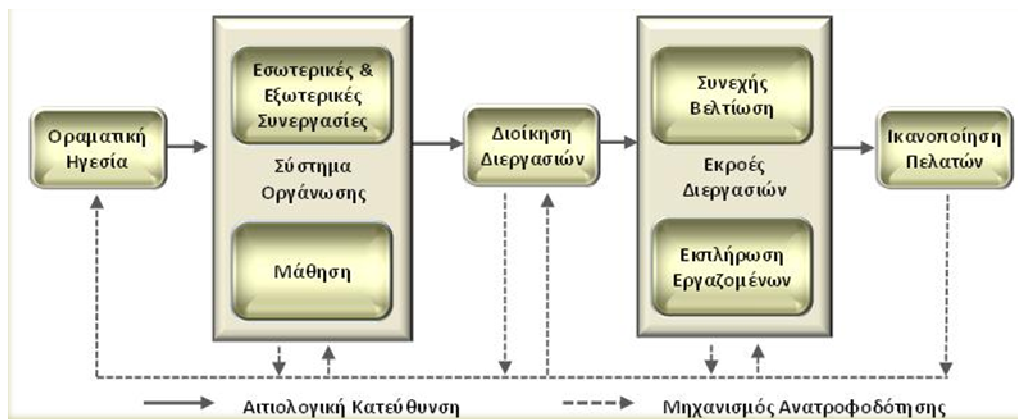 Οραματική
Ηγεσία
Εσωτερικές &
Εξωτερικές
Συνεργασίες
Σύστημα
Οργάνωσης
Μάθηση
Διοίκηση
Διεργασιών
Συνεχής
Βελτίωση
Εκροές
Διεργασιών
Εκπλήρωση
Εργαζομένων
Ικανοποίηση
Πελατών
Αιτιολογική Κατεύθυνση
Μηχανισμός Ανατροφοδότησης